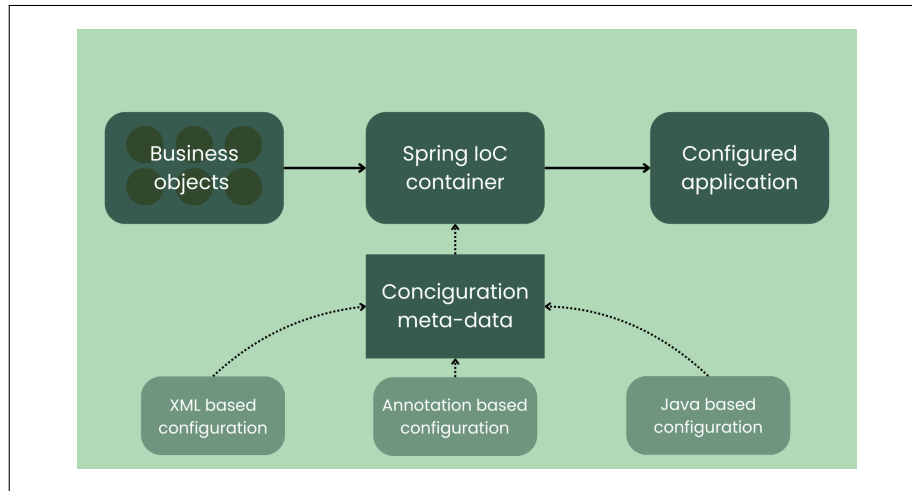 Business
objects
Spring IoC
container
Configured
application
Conciguration
meta-data
XML based
configuration
Annotation based
configuration
Java based
configuration